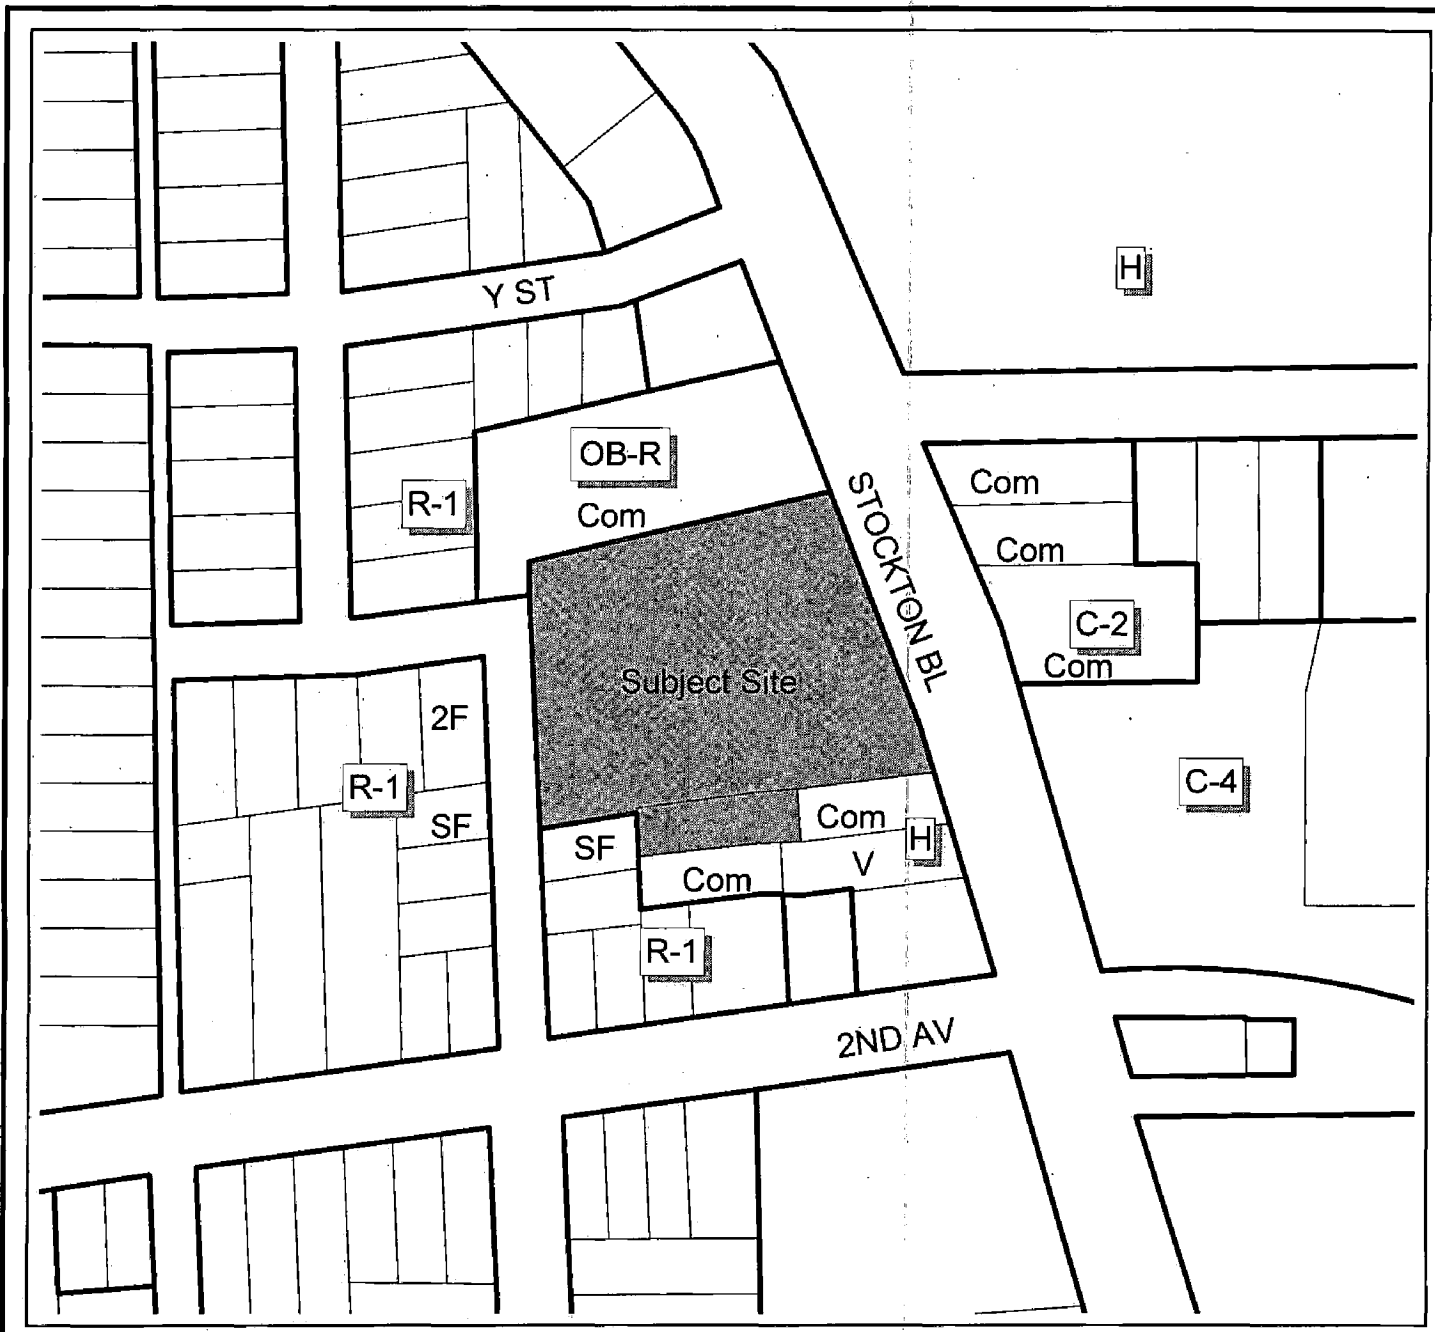 H
Y ST
OB-R
Com
R-1
STOCKTON BL
Com
Com
C-2
Com
Subject Site
2F
R-1
SF
C-4
Com
H
SF
V
Com
R-1
2ND AV